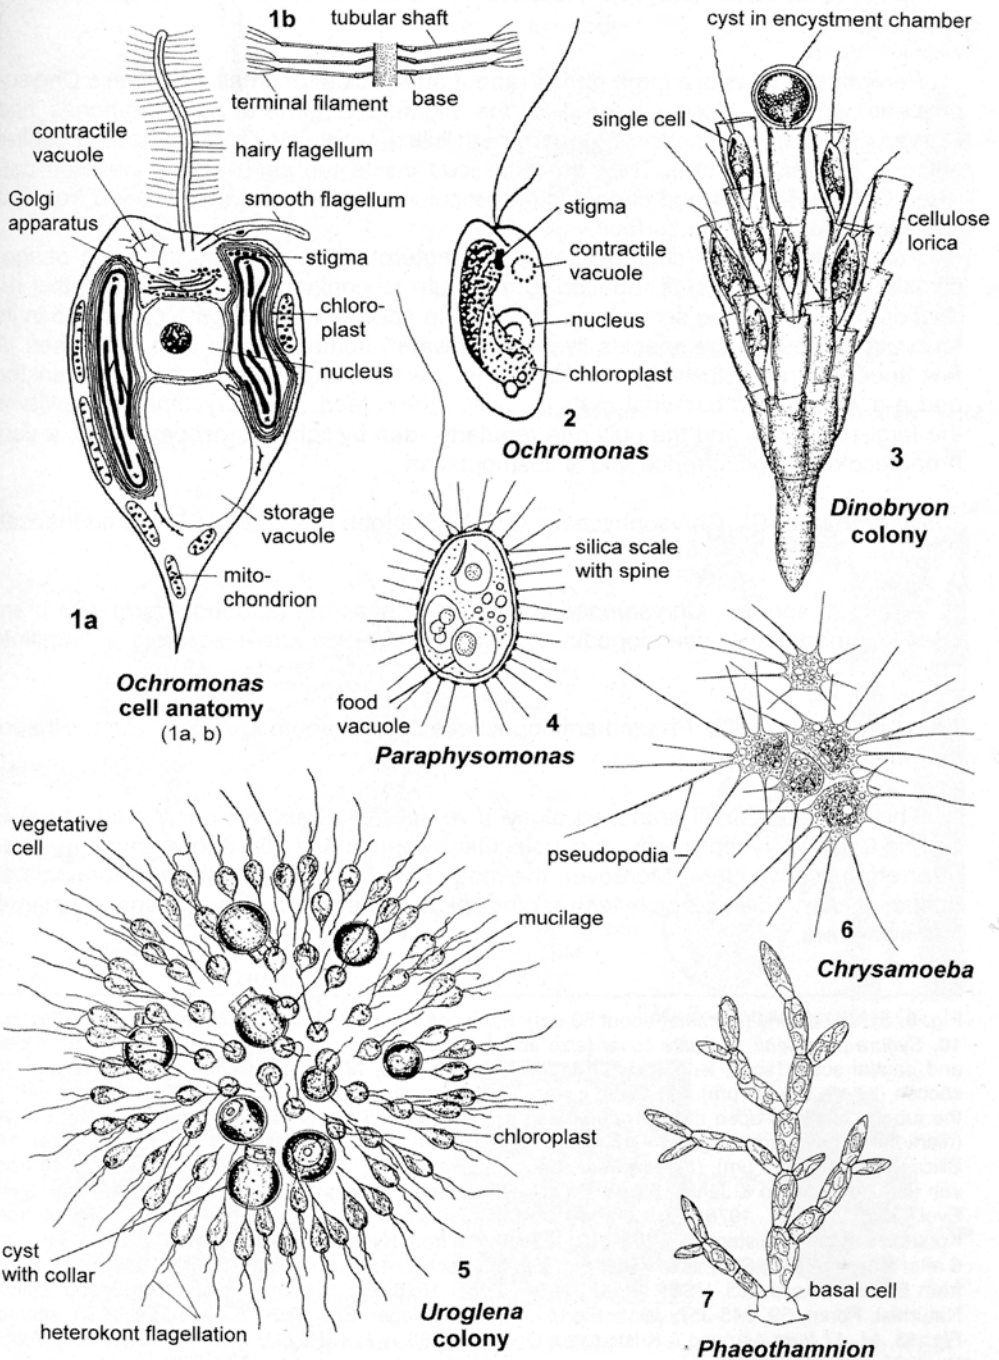 1b
tubular shaft
terminal filament
base
contractile
vacuole
hairy flagellum
Golgi
apparatus
smooth flagellum
stigma
chloro-
plast
nucleus
storage
vacuole
mito-
chondrion
1a
Ochromonas
cell anatomy
(1a, b)
stigma
contractile
vacuole
nucleus
chloroplast
2
Ochromonas
cyst in encystment chamber
single cell
cellulose
lorica
3
Dinobryon
colony
silica scale
with spine
food
vacuole
4
Paraphysomonas
pseudopodia
6
Chrysamoeba
vegetative
cell
mucilage
chloroplast
cyst
with collar
heterokont flagellation
5
Uroglena
colony
basal cell
7
Phaeothamnion